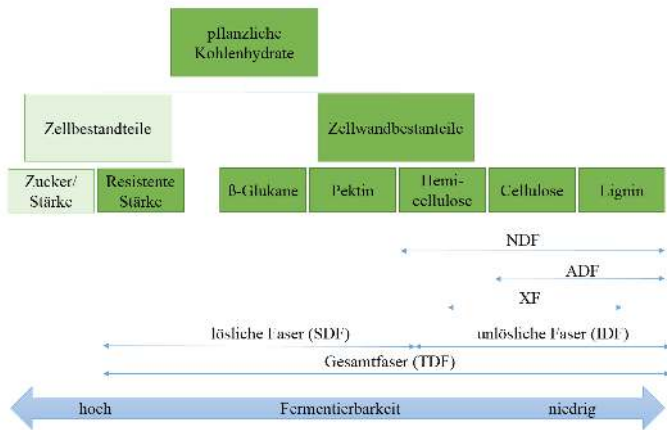 pflanzliche
Kohlenhydrate
Zellbestandteile
Zellwandbestanteile
Zucker/
Stärke
Resistente
Stärke
ß-Glukane
Pektin
Hemi-
cellulose
Cellulose
Lignin
NDF
ADF
XF
lösliche Faser (SDF)
unlösliche Faser (IDF)
Gesamtfaser (TDF)
hoch
Fermentierbarkeit
niedrig